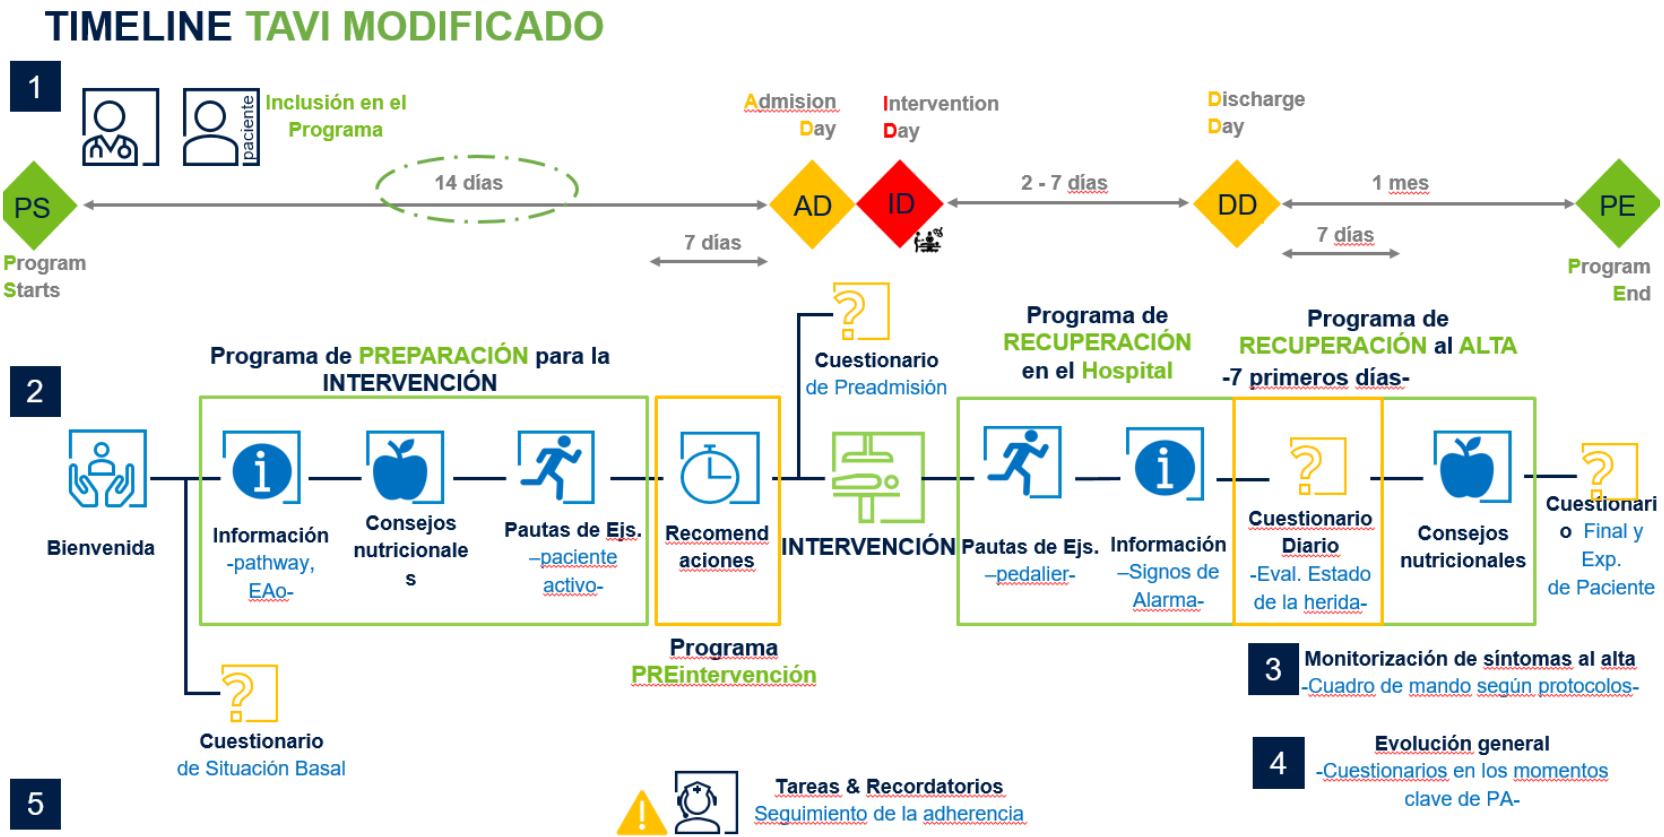 TIMELINE TAVI MODIFICADO
1
paciente
Inclusión en el
Programa
Admision
Day
Intervention
Day
Discharge
Day
14 días
2 - 7 días
1 mes
PS
AD
ID
DD
PE
7 días
7 días
Program
Starts
Program
End
2
Programa de PREPARACIÓN para la
INTERVENCIÓN
Cuestionario
de Preadmisión
Programa de
RECUPERACIÓN
en el Hospital
Programa de
RECUPERACIÓN al ALTA
-7 primeros días-
Bienvenida
Información
-pathway,
EAo-
Consejos
nutricionale
s
Pautas de Ejs.
–paciente
activo-
Recomend
aciones
INTERVENCIÓN
Pautas de Ejs.
–pedalier-
Información
–Signos de
Alarma-
Cuestionario
Diario
-Eval. Estado
de la herida-
Consejos
nutricionales
Cuestionari
o Final y
Exp.
de Paciente
Programa
PREintervención
Cuestionario
de Situación Basal
3
Monitorización de síntomas al alta
-Cuadro de mando según protocolos-
4
Evolución general
-Cuestionarios en los momentos
clave de PA-
5
Tareas & Recordatorios
Seguimiento de la adherencia